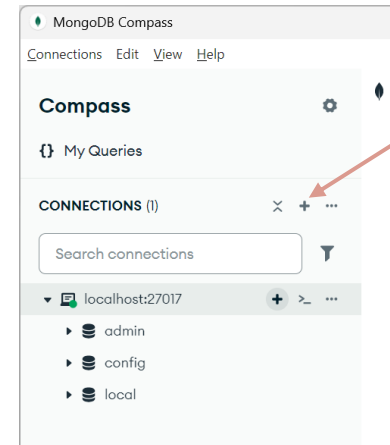 MongoDB Compass
Connections Edit View Help
Compass
{} My Queries
CONNECTIONS (1)
Search connections
localhost:27017
admin
config
local